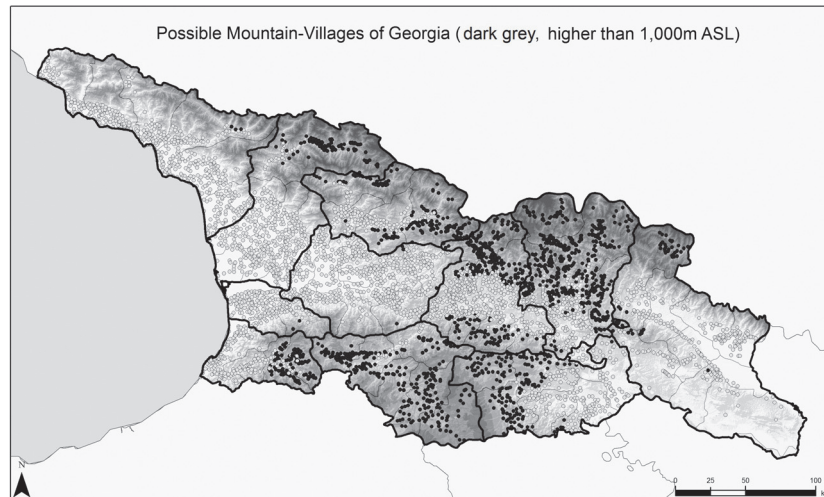 Possible Mountain-Villages of Georgia (dark grey, higher than 1,000m ASL)
N
0 25 50 100